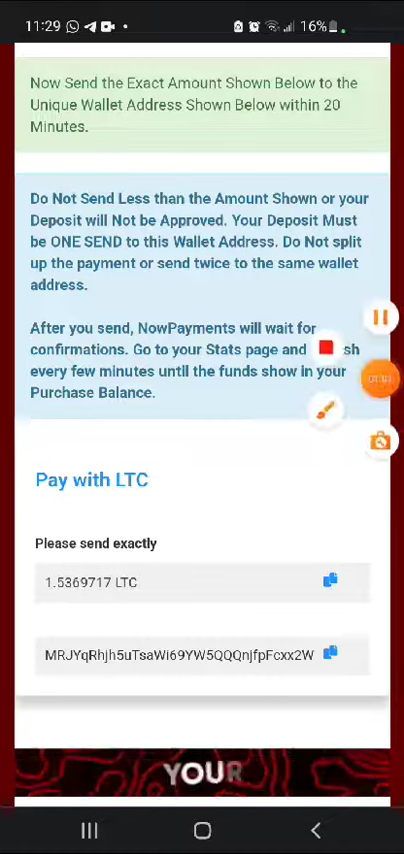 11:29
16%
Now Send the Exact Amount Shown Below to the
Unique Wallet Address Shown Below within 20
Minutes.
Do Not Send Less than the Amount Shown or your
Deposit will Not be Approved. Your Deposit Must
be ONE SEND to this Wallet Address. Do Not split
up the payment or send twice to the same wallet
address.
After you send, NowPayments will wait for
confirmations. Go to your Stats page and sh
every few minutes until the funds show in your
Purchase Balance.
Pay with LTC
Please send exactly
1.5369717 LTC
MRJYqRhjh5uTsaWi69YW5QQQnjfpFcxx2W
YOUR